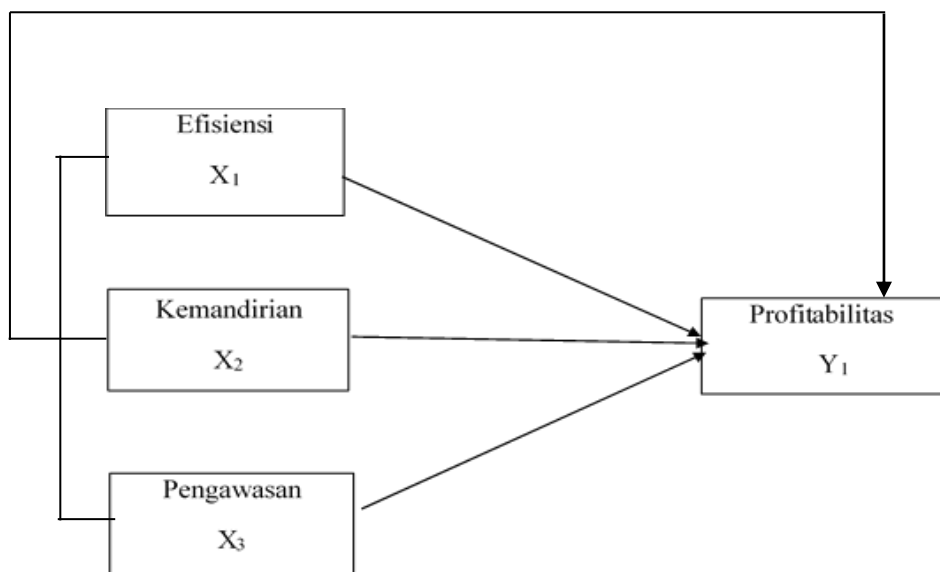 Efisiensi
X₁
Kemandirian
X₂
Profitabilitas
Y₁
Pengawasan
X₃